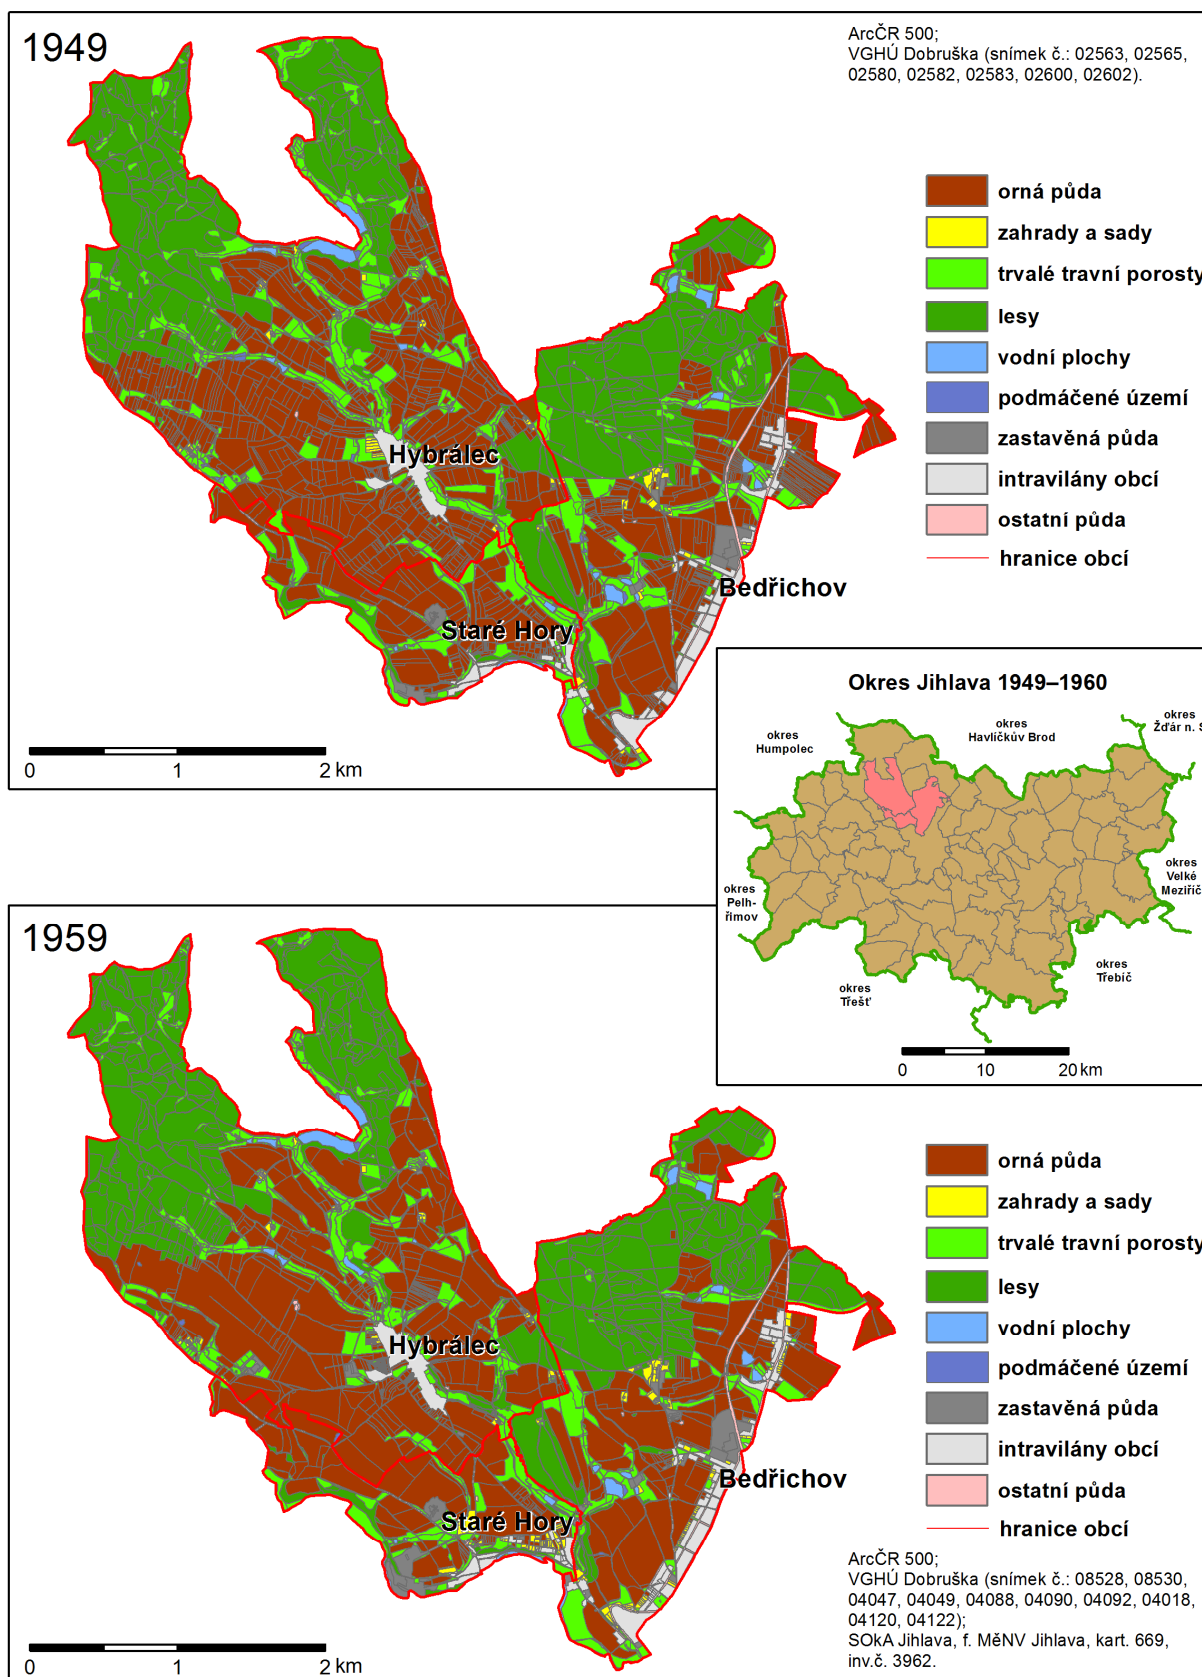 1949
ArcČR 500;
VGHÚ Dobruška (snímek č.: 02563, 02565,
02580, 02582, 02583, 02600, 02602).
orná půda
zahrady a sady
trvalé travní porosty
lesy
vodní plochy
podmáčené území
zastavěná půda
intravilány obcí
ostatní půda
hranice obcí
Hybrálec
Bedřichov
Staré Hory
0 1 2 km
Okres Jihlava 1949–1960
okres
Humpolec
okres
Havlíčkův Brod
okres
Žďár n. S
okres
Pelh-
římov
okres
Velké
Meziříč
okres
Třešť
okres
Třebíč
0 10 20 km
1959
orná půda
zahrady a sady
trvalé travní porosty
lesy
vodní plochy
podmáčené území
zastavěná půda
intravilány obcí
ostatní půda
hranice obcí
Hybrálec
Bedřichov
Staré Hory
0 1 2 km
ArcČR 500;
VGHÚ Dobruška (snímek č.: 08528, 08530,
04047, 04049, 04088, 04090, 04092, 04018,
04120, 04122);
SOkA Jihlava, f. MěNV Jihlava, kart. 669,
inv.č. 3962.